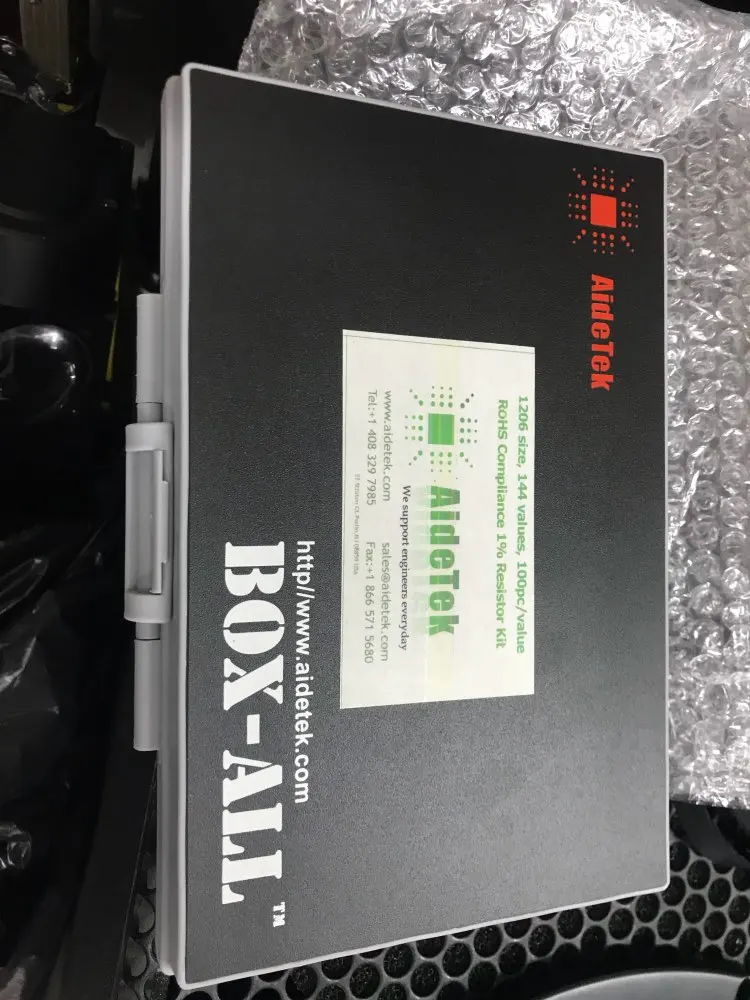 AideTek
1206 size, 144 values, 100pc/value
RoHS Compliance 1% Resistor Kit
AideTek
We support engineers everyday
www.aidetek.com sales@aidetek.com
Tel:+1 408 329 7985 Fax:+1 866 571 5680
http//www.aidetek.com
BOX-ALL™